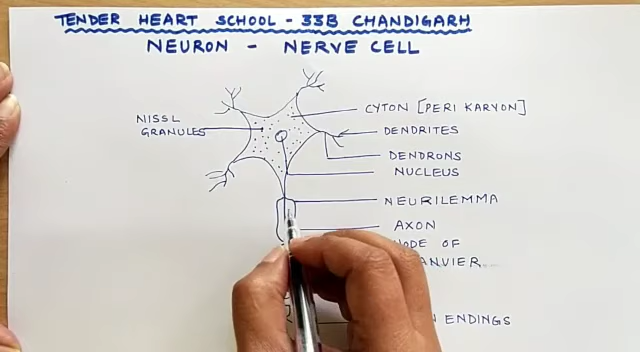 TENDER HEART SCHOOL - 33B CHANDIGARH
NEURON - NERVE CELL
NISSL
GRANULES
CYTON [PERI KARYON]
DENDRITES
DENDRONS
NUCLEUS
NEURILEMMA
AXON
NODE OF
ENDINGS